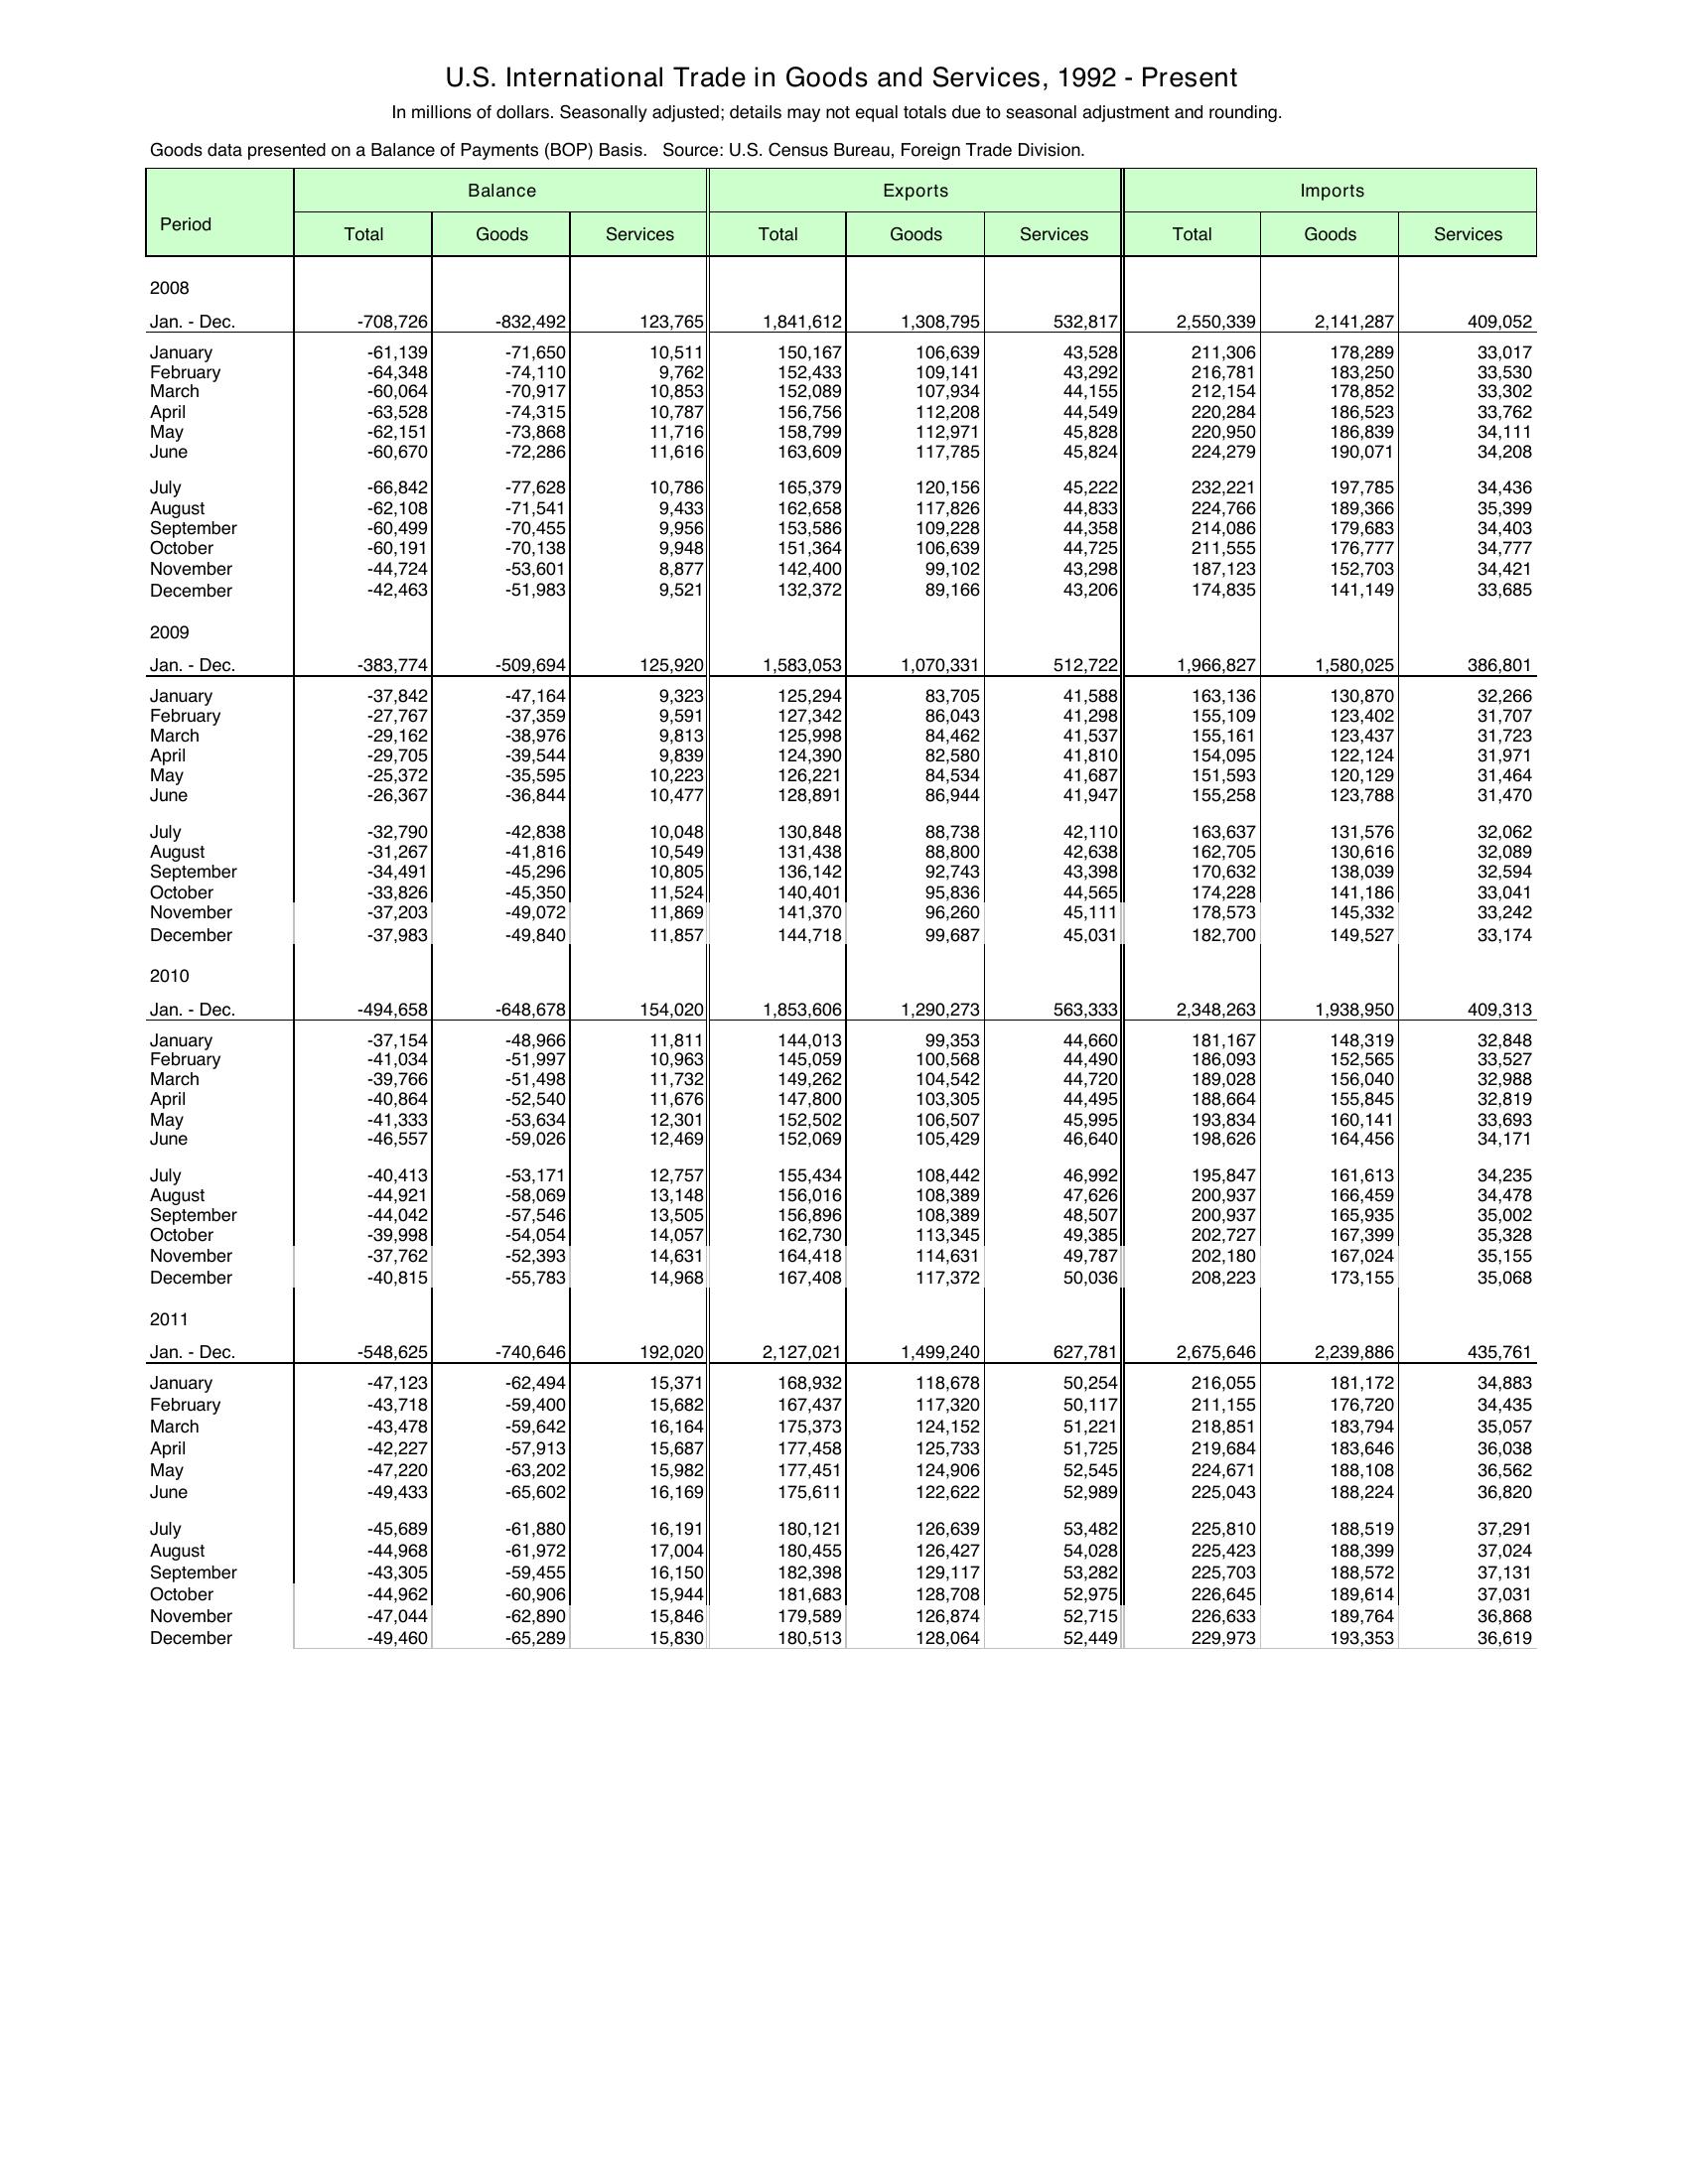 U.S. International Trade in Goods and Services, 1992 - Present
In millions of dollars. Seasonally adjusted; details may not equal totals due to seasonal adjustment and rounding.
Goods data presented on a Balance of Payments (BOP) Basis. Source: U.S. Census Bureau, Foreign Trade Division.
Period Balance Exports Imports
Total Goods Services Total Goods Services Total Goods Services
2008
Jan. - Dec. -708,726 -832,492 123,765 1,841,612 1,308,795 532,817 2,550,339 2,141,287 409,052
January -61,139 -71,650 10,511 150,167 106,639 43,528 211,306 178,289 33,017
February -64,348 -74,110 9,762 152,433 109,141 43,292 216,781 183,250 33,530
March -60,064 -70,917 10,853 152,089 107,934 44,155 212,154 178,852 33,302
April -63,528 -74,315 10,787 156,756 112,208 44,549 220,284 186,523 33,762
May -62,151 -73,868 11,716 158,799 112,971 45,828 220,950 186,839 34,111
June -60,670 -72,286 11,616 163,609 117,785 45,824 224,279 190,071 34,208
July -66,842 -77,628 10,786 165,379 120,156 45,222 232,221 197,785 34,436
August -62,108 -71,541 9,433 162,658 117,826 44,833 224,766 189,366 35,399
September -60,499 -70,455 9,956 153,586 109,228 44,358 214,086 179,683 34,403
October -60,191 -70,138 9,948 151,364 106,639 44,725 211,555 176,777 34,777
November -44,724 -53,601 8,877 142,400 99,102 43,298 187,123 152,703 34,421
December -42,463 -51,983 9,521 132,372 89,166 43,206 174,835 141,149 33,685
2009
Jan. - Dec. -383,774 -509,694 125,920 1,583,053 1,070,331 512,722 1,966,827 1,580,025 386,801
January -37,842 -47,164 9,323 125,294 83,705 41,588 163,136 130,870 32,266
February -27,767 -37,359 9,591 127,342 86,043 41,298 155,109 123,402 31,707
March -29,162 -38,976 9,813 125,998 84,462 41,537 155,161 123,437 31,723
April -29,705 -39,544 9,839 124,390 82,580 41,810 154,095 122,124 31,971
May -25,372 -35,595 10,223 126,221 84,534 41,687 151,593 120,129 31,464
June -26,367 -36,844 10,477 128,891 86,944 41,947 155,258 123,788 31,470
July -32,790 -42,838 10,048 130,848 88,738 42,110 163,637 131,576 32,062
August -31,267 -41,816 10,549 131,438 88,800 42,638 162,705 130,616 32,089
September -34,491 -45,296 10,805 136,142 92,743 43,398 170,632 138,039 32,594
October -33,826 -45,350 11,524 140,401 95,836 44,565 174,228 141,186 33,041
November -37,203 -49,072 11,869 141,370 96,260 45,111 178,573 145,332 33,242
December -37,983 -49,840 11,857 144,718 99,687 45,031 182,700 149,527 33,174
2010
Jan. - Dec. -494,658 -648,678 154,020 1,853,606 1,290,273 563,333 2,348,263 1,938,950 409,313
January -37,154 -48,966 11,811 144,013 99,353 44,660 181,167 148,319 32,848
February -41,034 -51,997 10,963 145,059 100,568 44,490 186,093 152,565 33,527
March -39,766 -51,498 11,732 149,262 104,542 44,720 189,028 156,040 32,988
April -40,864 -52,540 11,676 147,800 103,305 44,495 188,664 155,845 32,819
May -41,333 -53,634 12,301 152,502 106,507 45,995 193,834 160,141 33,693
June -46,557 -59,026 12,469 152,069 105,429 46,640 198,626 164,456 34,171
July -40,413 -53,171 12,757 155,434 108,442 46,992 195,847 161,613 34,235
August -44,921 -58,069 13,148 156,016 108,389 47,626 200,937 166,459 34,478
September -44,042 -57,546 13,505 156,896 108,389 48,507 200,937 165,935 35,002
October -39,998 -54,054 14,057 162,730 113,345 49,385 202,727 167,399 35,328
November -37,762 -52,393 14,631 164,418 114,631 49,787 202,180 167,024 35,155
December -40,815 -55,783 14,968 167,408 117,372 50,036 208,223 173,155 35,068
2011
Jan. - Dec. -548,625 -740,646 192,020 2,127,021 1,499,240 627,781 2,675,646 2,239,886 435,761
January -47,123 -62,494 15,371 168,932 118,678 50,254 216,055 181,172 34,883
February -43,718 -59,400 15,682 167,437 117,320 50,117 211,155 176,720 34,435
March -43,478 -59,642 16,164 175,373 124,152 51,221 218,851 183,794 35,057
April -42,227 -57,913 15,687 177,458 125,733 51,725 219,684 183,646 36,038
May -47,220 -63,202 15,982 177,451 124,906 52,545 224,671 188,108 36,562
June -49,433 -65,602 16,169 175,611 122,622 52,989 225,043 188,224 36,820
July -45,689 -61,880 16,191 180,121 126,639 53,482 225,810 188,519 37,291
August -44,968 -61,972 17,004 180,455 126,427 54,028 225,423 188,399 37,024
September -43,305 -59,455 16,150 182,398 129,117 53,282 225,703 188,572 37,131
October -44,962 -60,906 15,944 181,683 128,708 52,975 226,645 189,614 37,031
November -47,044 -62,890 15,846 179,589 126,874 52,715 226,633 189,764 36,868
December -49,460 -65,289 15,830 180,513 128,064 52,449 229,973 193,353 36,619